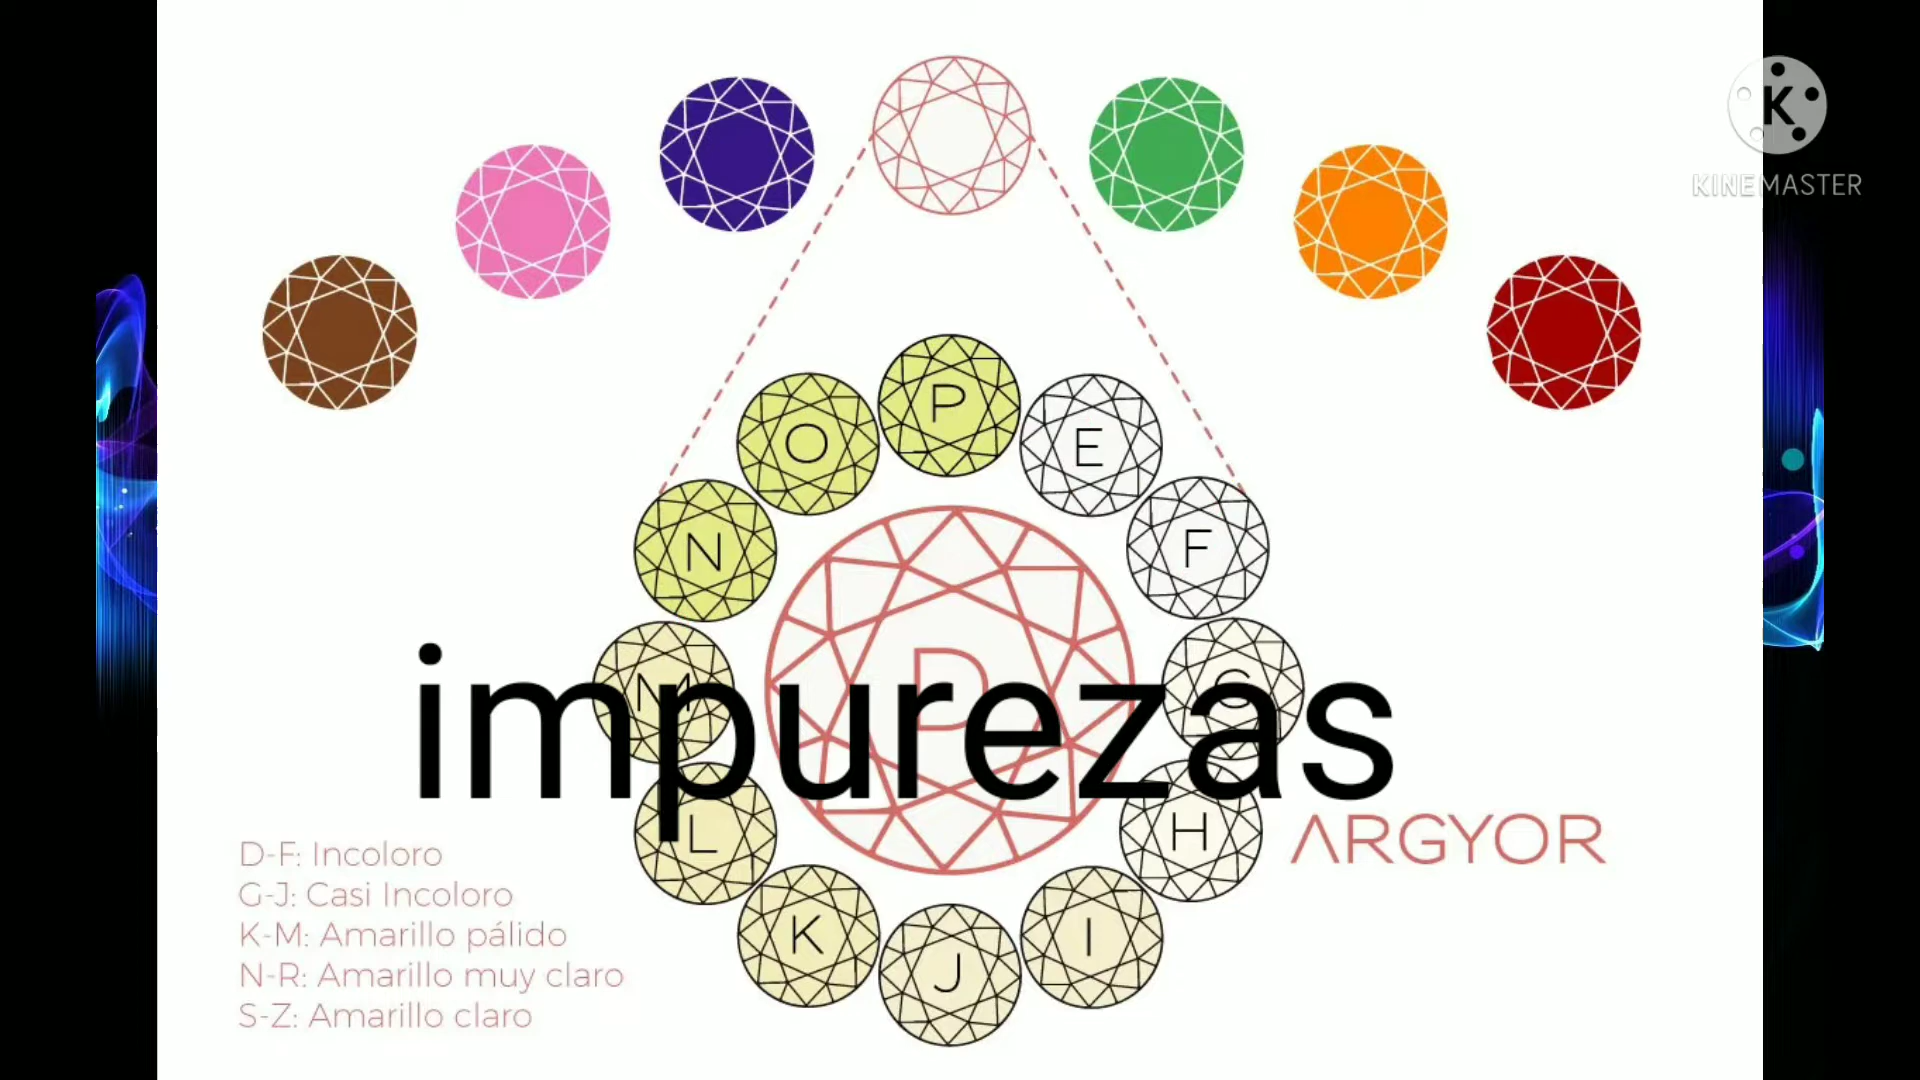 K
KINEMASTER
P
O
E
N
F
D
M
G
impurezas
L
H
ARGYOR
K
I
J
D-F: Incoloro
G-J: Casi Incoloro
K-M: Amarillo pálido
N-R: Amarillo muy claro
S-Z: Amarillo claro